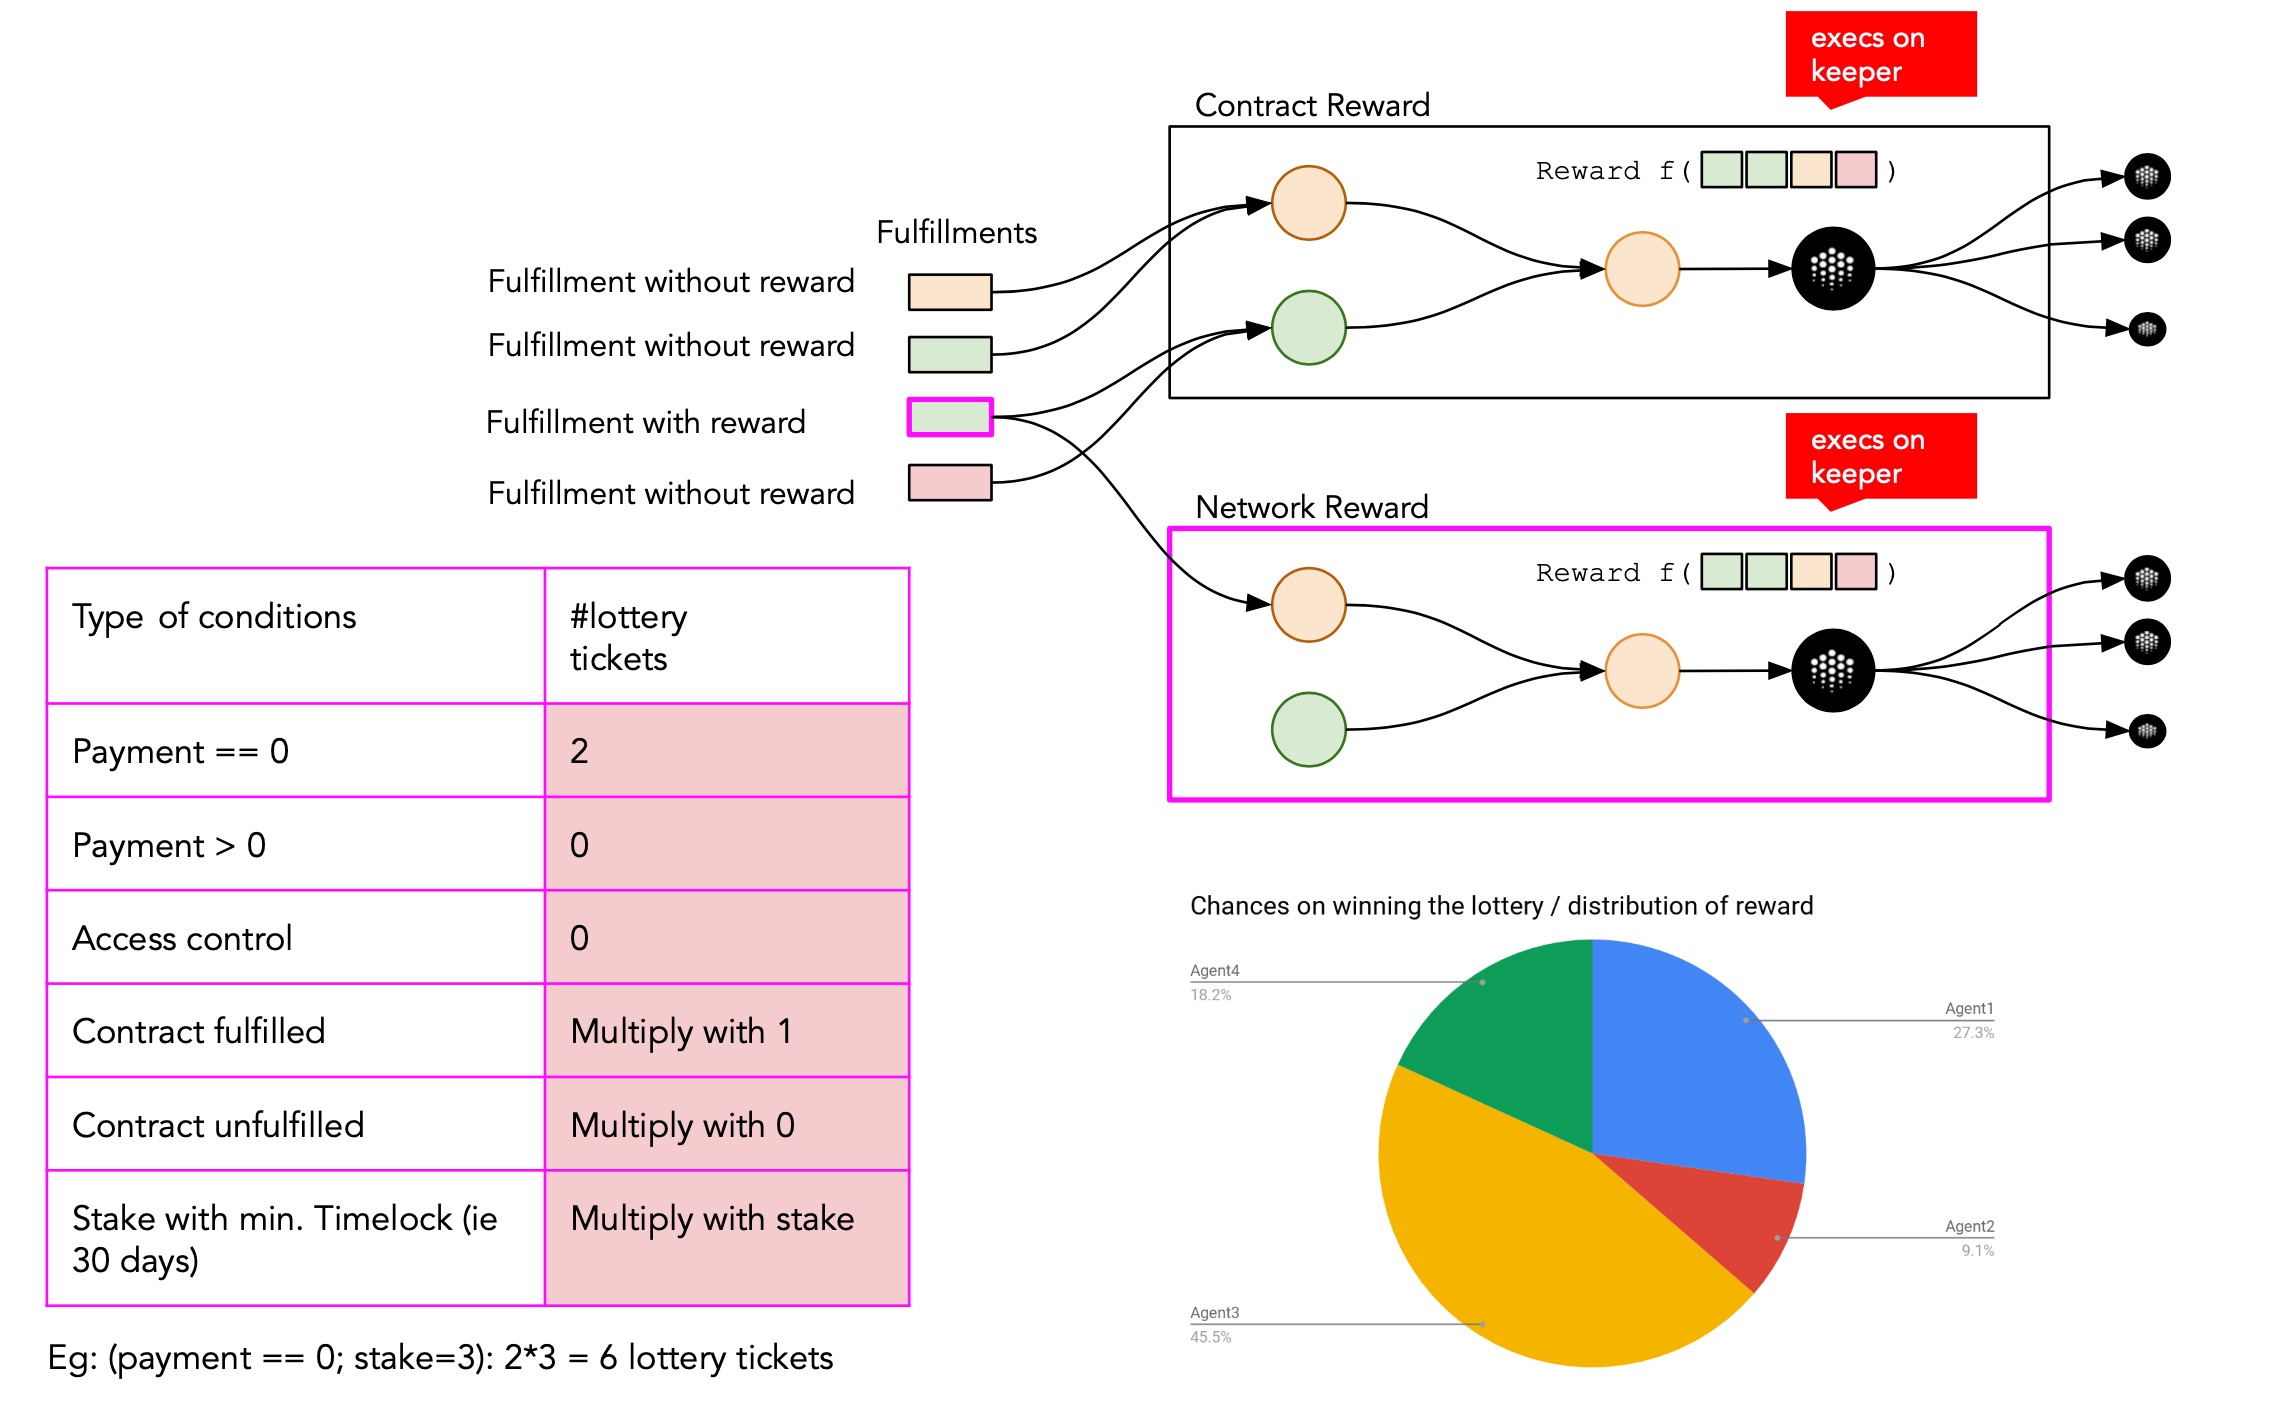 execs on
keeper
Contract Reward
Reward f( )
Fulfillments
Fulfillment without reward
Fulfillment without reward
Fulfillment with reward
Fulfillment without reward
execs on
keeper
Network Reward
Reward f( )
Type of conditions
#lottery
tickets
Payment == 0
2
Payment > 0
0
Access control
0
Contract fulfilled
Multiply with 1
Contract unfulfilled
Multiply with 0
Stake with min. Timelock (ie
30 days)
Multiply with stake
Eg: (payment == 0; stake=3): 2*3 = 6 lottery tickets
Chances on winning the lottery / distribution of reward
Agent4
18.2%
Agent1
27.3%
Agent2
9.1%
Agent3
45.5%